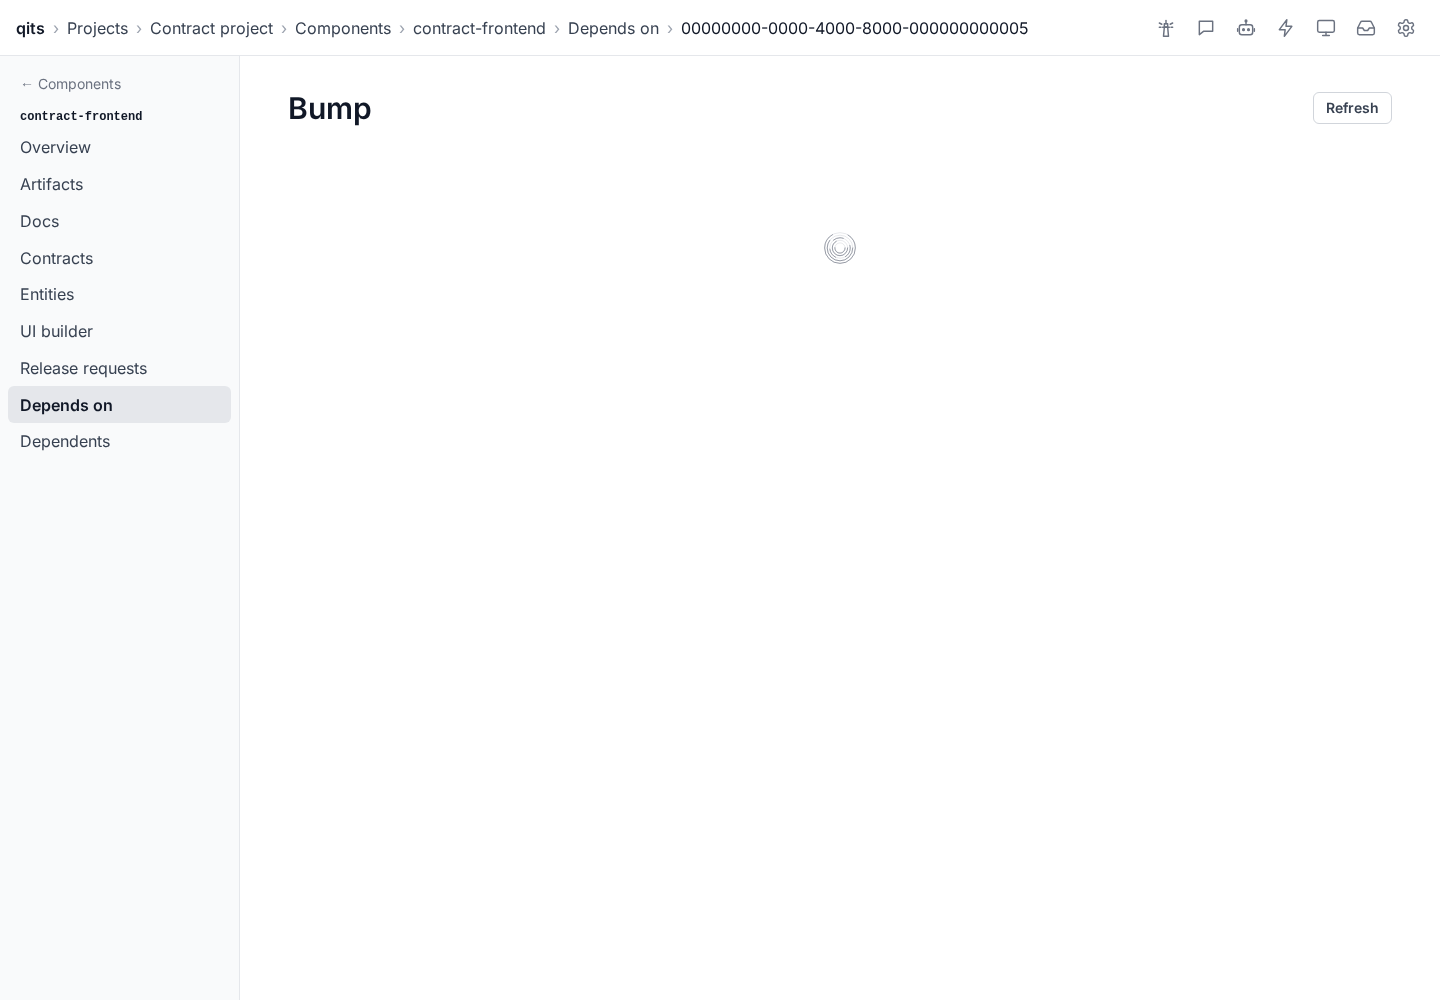 qits › Projects › Contract project › Components › contract-frontend › Depends on › 00000000-0000-4000-8000-000000000005
← Components
contract-frontend
Overview
Artifacts
Docs
Contracts
Entities
UI builder
Release requests
Depends on
Dependents
Bump
Refresh